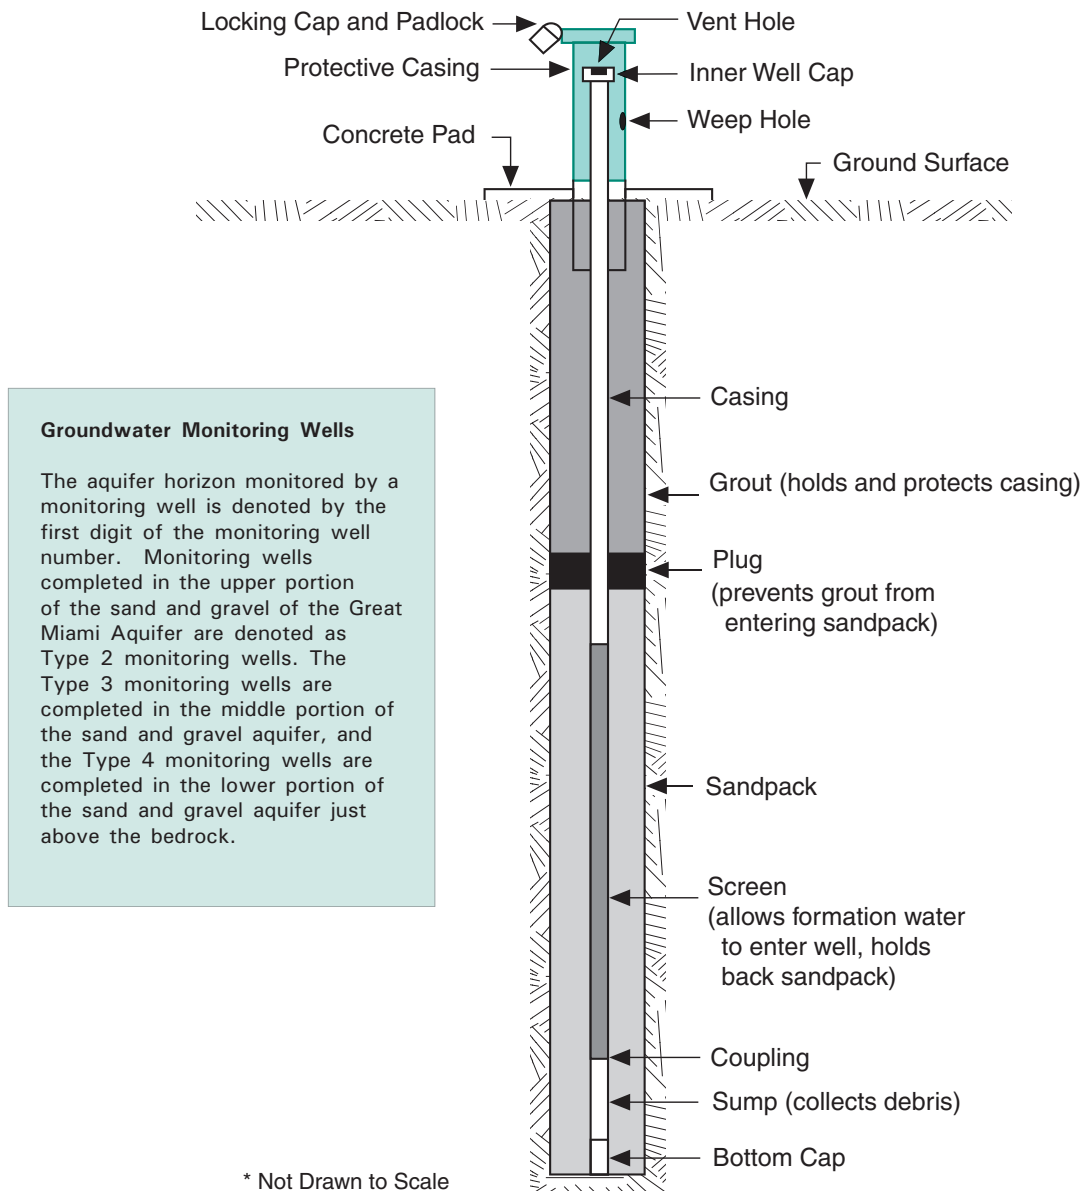 Locking Cap and Padlock
Vent Hole
Protective Casing
Inner Well Cap
Weep Hole
Concrete Pad
Ground Surface
Casing
Groundwater Monitoring Wells
The aquifer horizon monitored by a
monitoring well is denoted by the
first digit of the monitoring well
number. Monitoring wells
completed in the upper portion
of the sand and gravel of the Great
Miami Aquifer are denoted as
Type 2 monitoring wells. The
Type 3 monitoring wells are
completed in the middle portion of
the sand and gravel aquifer, and
the Type 4 monitoring wells are
completed in the lower portion of
the sand and gravel aquifer just
above the bedrock.
Grout (holds and protects casing)
Plug
(prevents grout from
entering sandpack)
Sandpack
Screen
(allows formation water
to enter well, holds
back sandpack)
Coupling
Sump (collects debris)
Bottom Cap
* Not Drawn to Scale